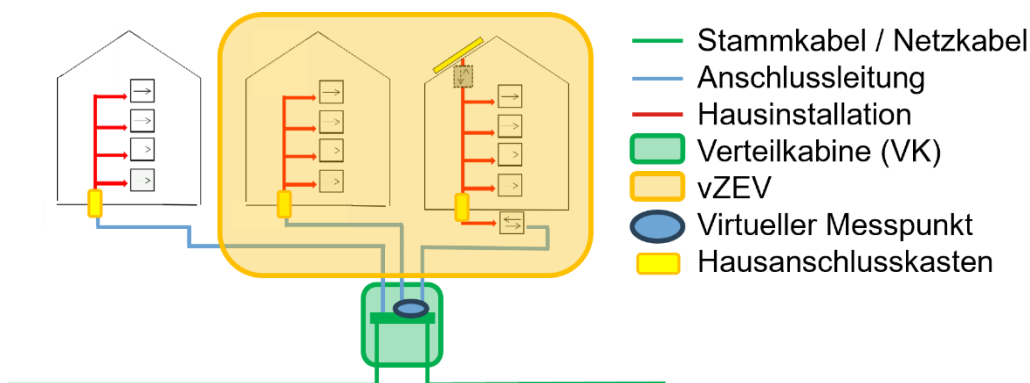 Stammkabel / Netzkabel
Anschlussleitung
Hausinstallation
Verteilkabine (VK)
vZEV
Virtueller Messpunkt
Hausanschlusskasten